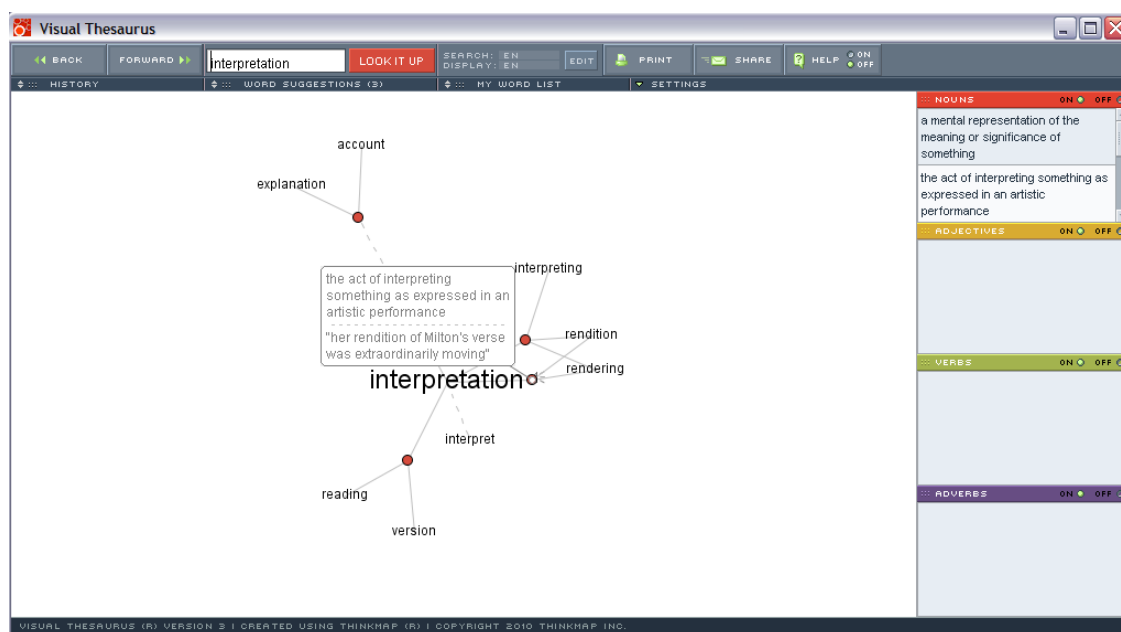 Visual Thesaurus
BACK
FORWARD
interpretation
LOOK IT UP
SEARCH: EN
DISPLAY: EN
EDIT
PRINT
SHARE
HELP
ON
OFF
HISTORY
WORD SUGGESTIONS (3)
MY WORD LIST
SETTINGS
account
explanation
the act of interpreting
something as expressed in an
artistic performance
"her rendition of Milton's verse
was extraordinarily moving"
interpreting
rendition
rendering
interpretation
interpret
reading
version
NOUNS ON OFF
a mental representation of the
meaning or significance of
something
the act of interpreting something as
expressed in an artistic
performance
ADJECTIVES ON OFF
VERBS ON OFF
ADVERBS ON OFF
VISUAL THESAURUS (R) VERSION 3 | CREATED USING THINKMAP (R) | COPYRIGHT 2010 THINKMAP INC.